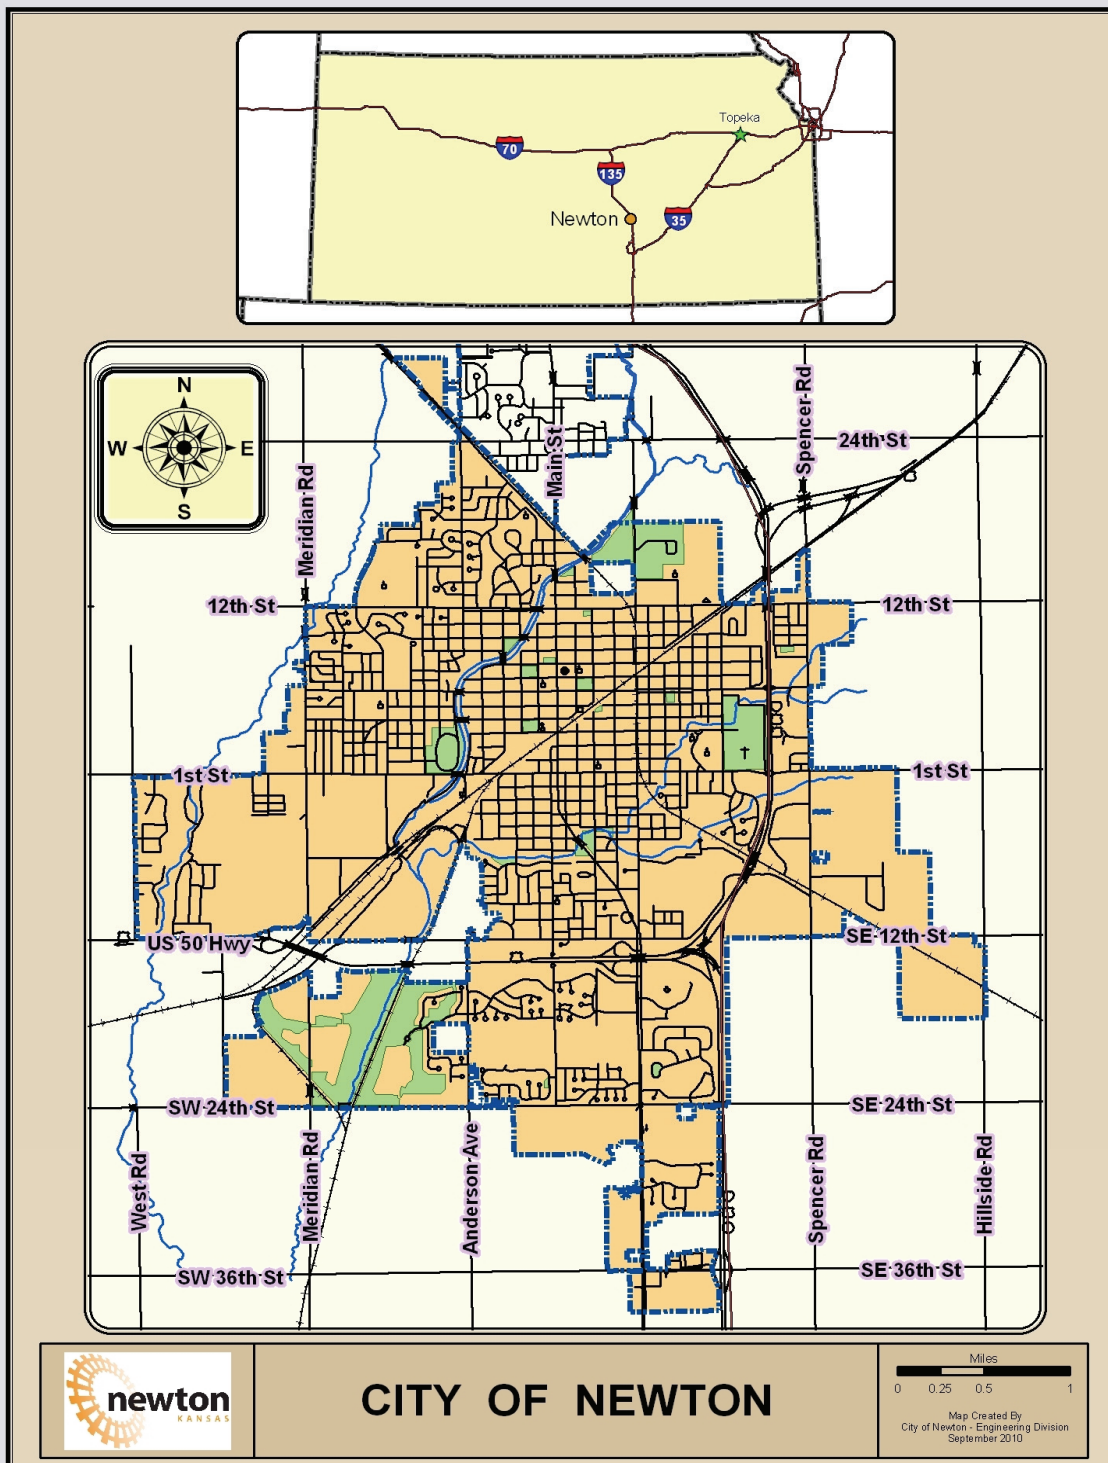 Topeka
70
135
Newton
35
N
W
E
S
Meridian Rd
Main St
Spencer Rd
24th St
12th St
12th St
1st St
1st St
US 50 Hwy
SE 12th St
SW 24th St
SE 24th St
West Rd
Meridian Rd
Anderson Ave
Spencer Rd
Hillside Rd
SW 36th St
SE 36th St
newton
KANSAS
CITY OF NEWTON
Miles
0 0.25 0.5 1
Map Created By
City of Newton - Engineering Division
September 2010